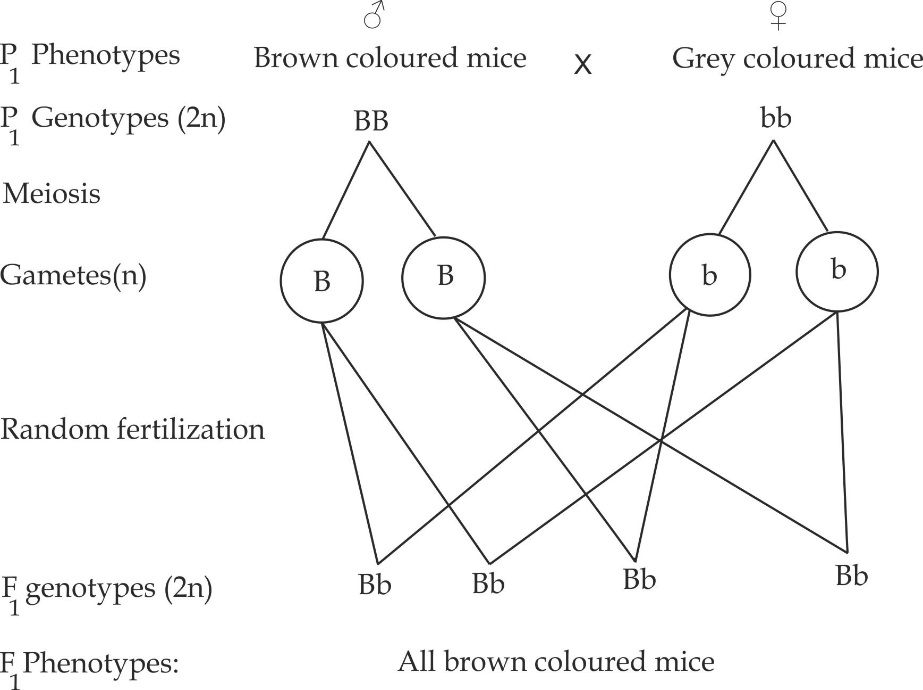 ♂ ♀
P1 Phenotypes Brown coloured mice x Grey coloured mice
P1 Genotypes (2n) BB bb
Meiosis
Gametes(n) B B b b
Random fertilization
F1 genotypes (2n) Bb Bb Bb Bb
F1 Phenotypes: All brown coloured mice